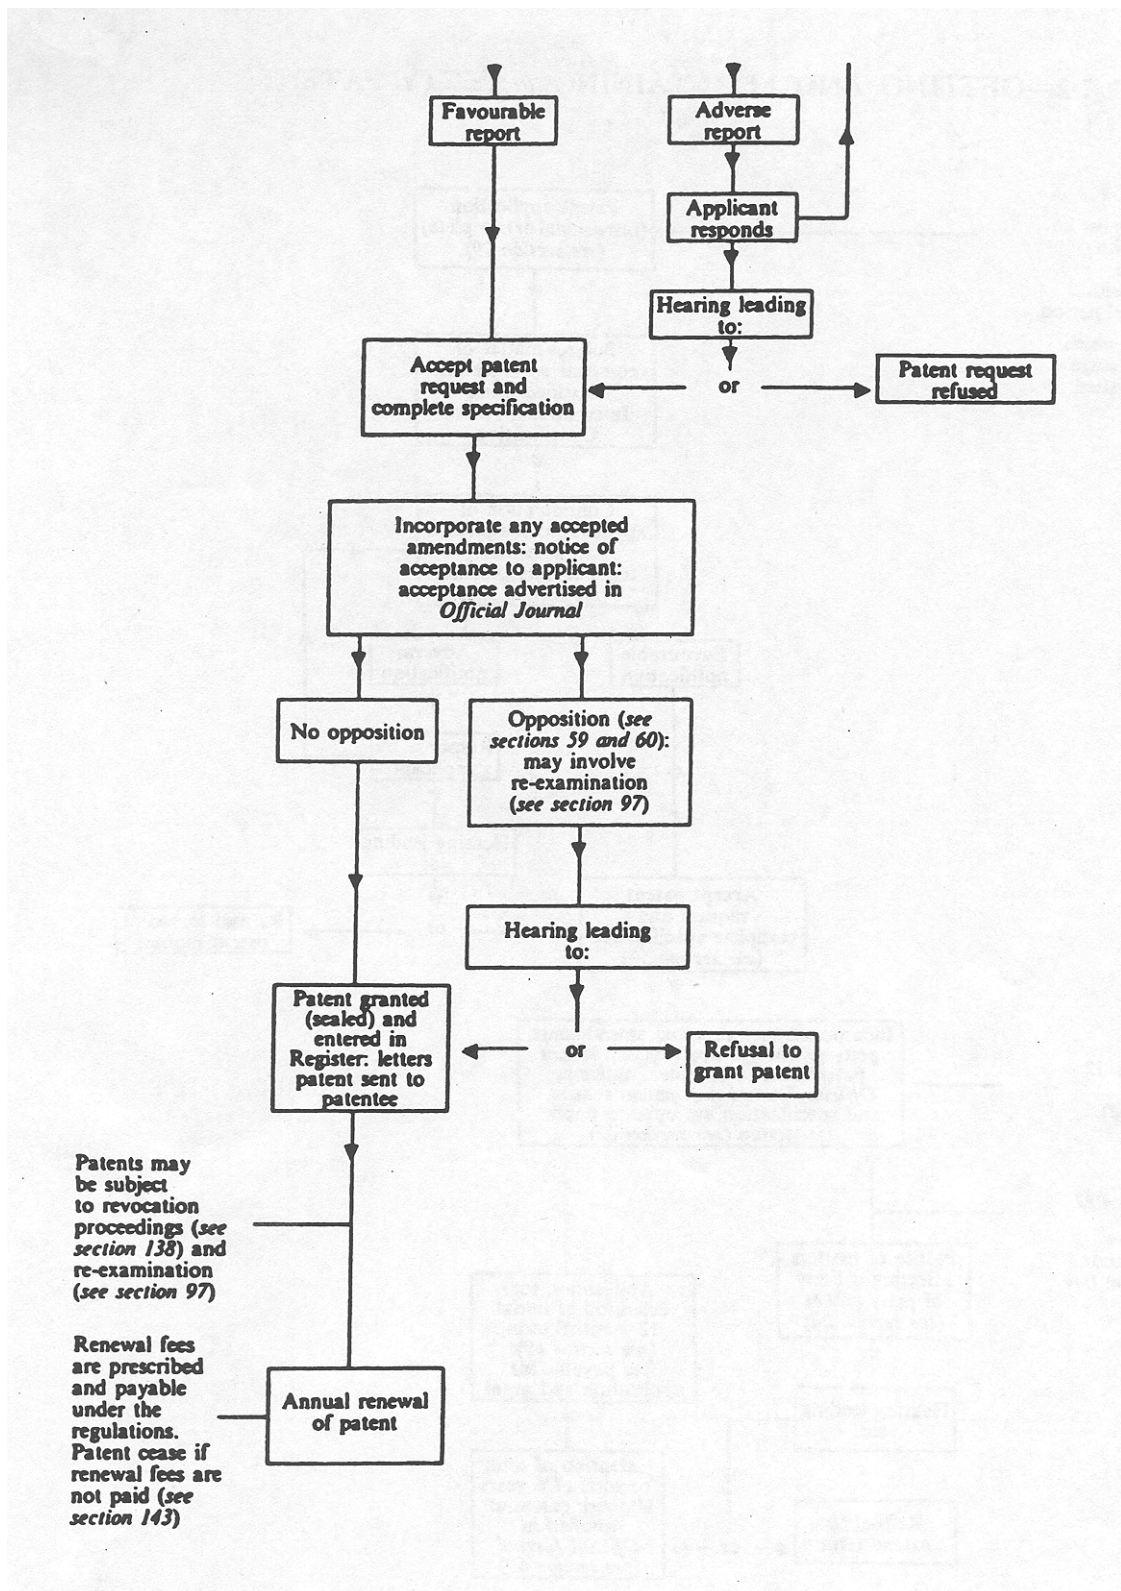 Favourable
report
Adverse
report
Applicant
responds
Hearing leading
to:
Accept patent
request and
complete specification
or
Patent request
refused
Incorporate any accepted
amendments: notice of
acceptance to applicant:
acceptance advertised in
Official Journal
No opposition
Opposition (see
sections 59 and 60):
may involve
re-examination
(see section 97)
Hearing leading
to:
Patent granted
(sealed) and
entered in
Register: letters
patent sent to
patentee
or
Refusal to
grant patent
Patents may
be subject
to revocation
proceedings (see
section 138) and
re-examination
(see section 97)
Renewal fees
are prescribed
and payable
under the
regulations.
Patent cease if
renewal fees are
not paid (see
section 143)
Annual renewal
of patent